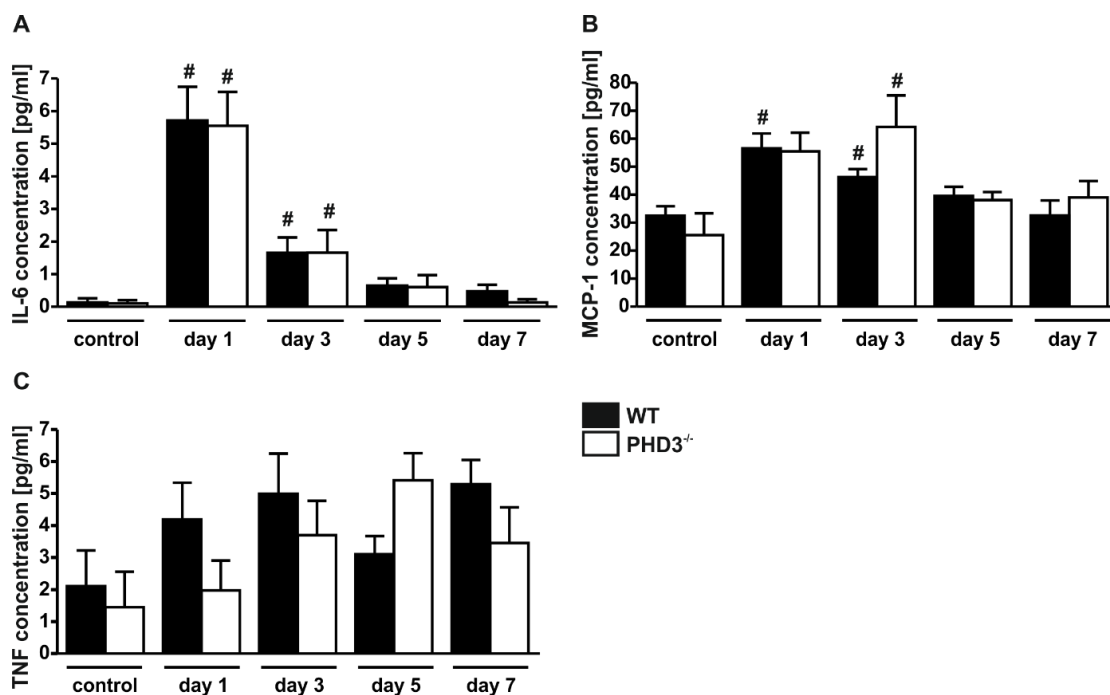 A
IL-6 concentration [pg/ml]
7
6
5
4
3
2
1
0
# # # #
control day 1 day 3 day 5 day 7
B
MCP-1 concentration [pg/ml]
80
70
60
50
40
30
20
10
0
# # #
control day 1 day 3 day 5 day 7
C
TNF concentration [pg/ml]
7
6
5
4
3
2
1
0
control day 1 day 3 day 5 day 7
WT
PHD3-/-